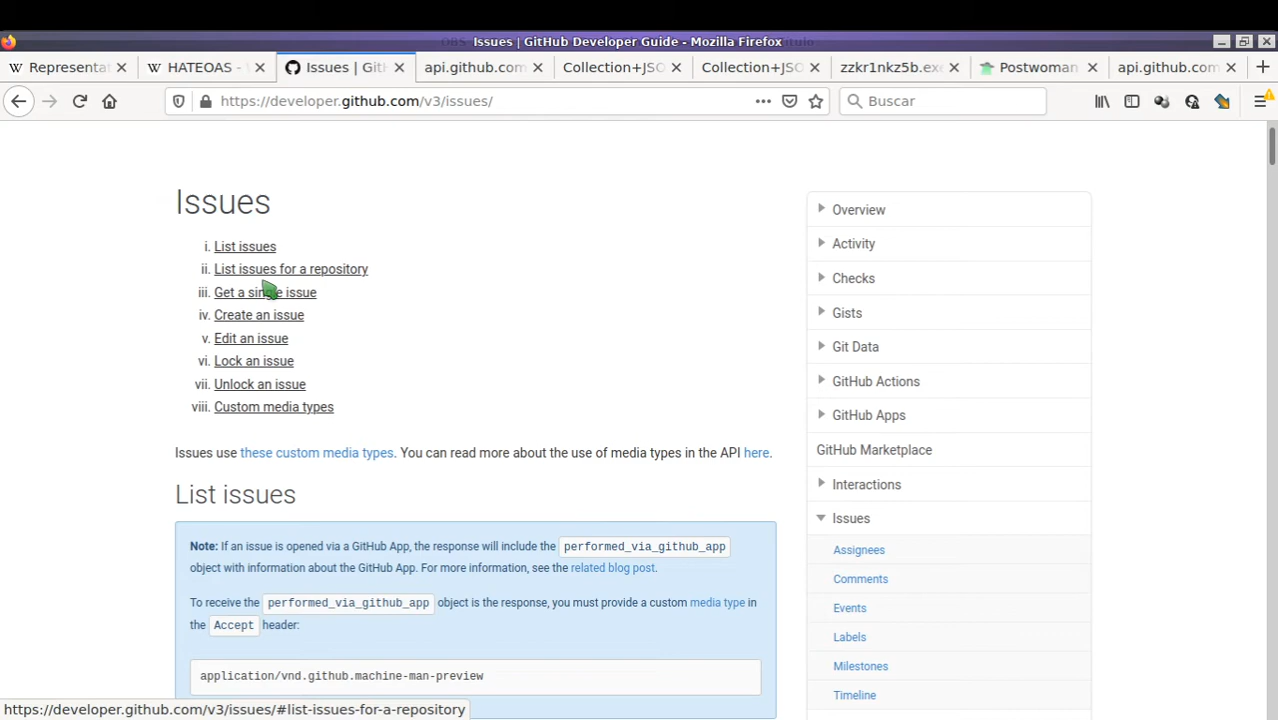 Issues | GitHub Developer Guide - Mozilla Firefox
Representa
HATEOAS -
Issues | Gith
api.github.com
Collection+JSO
Collection+JSO
zzkr1nkz5b.exe
Postwoman
api.github.com
https://developer.github.com/v3/issues/
Buscar
Issues
i. List issues
ii. List issues for a repository
iii. Get a single issue
iv. Create an issue
v. Edit an issue
vi. Lock an issue
vii. Unlock an issue
viii. Custom media types
Issues use these custom media types. You can read more about the use of media types in the API here.
List issues
Note: If an issue is opened via a GitHub App, the response will include the performed_via_github_app
object with information about the GitHub App. For more information, see the related blog post.
To receive the performed_via_github_app object is the response, you must provide a custom media type in
the Accept header:
application/vnd.github.machine-man-preview
Overview
Activity
Checks
Gists
Git Data
GitHub Actions
GitHub Apps
GitHub Marketplace
Interactions
Issues
Assignees
Comments
Events
Labels
Milestones
Timeline
https://developer.github.com/v3/issues/#list-issues-for-a-repository